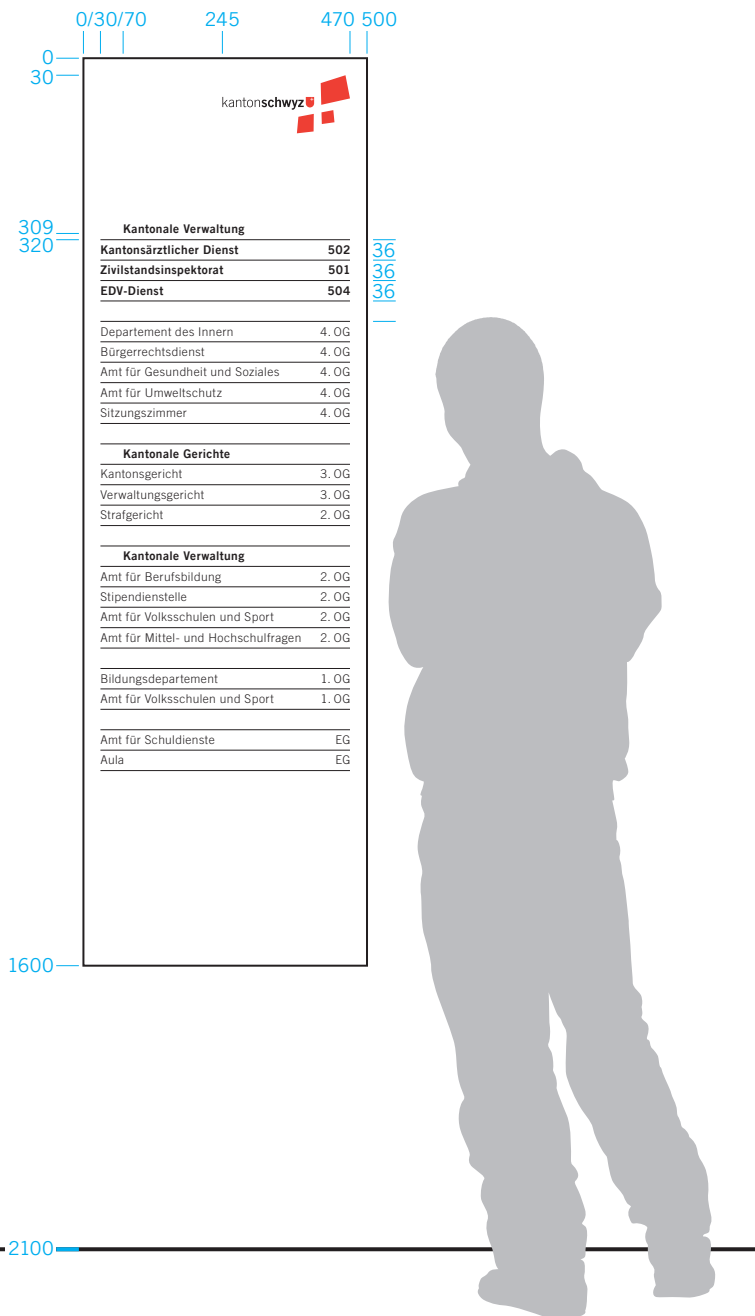 0/30/70 245 470 500
0
30
kantonschwyz
309
320
Kantonale Verwaltung
Kantonsärztlicher Dienst 502 36
Zivilstandsinspektorat 501 36
EDV-Dienst 504 36
Departement des Innern 4. OG
Bürgerrechtsdienst 4. OG
Amt für Gesundheit und Soziales 4. OG
Amt für Umweltschutz 4. OG
Sitzungszimmer 4. OG
Kantonale Gerichte
Kantonsgericht 3. OG
Verwaltungsgericht 3. OG
Strafgericht 2. OG
Kantonale Verwaltung
Amt für Berufsbildung 2. OG
Stipendienstelle 2. OG
Amt für Volksschulen und Sport 2. OG
Amt für Mittel- und Hochschulfragen 2. OG
Bildungsdepartement 1. OG
Amt für Volksschulen und Sport 1. OG
Amt für Schuldienste EG
Aula EG
1600
2100